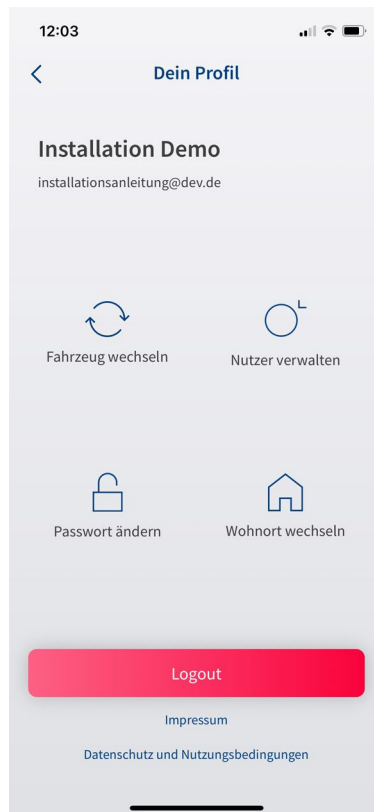 12:03
Dein Profil
Installation Demo
installationsanleitung@dev.de
Fahrzeug wechseln
Nutzer verwalten
Passwort ändern
Wohnort wechseln
Logout
Impressum
Datenschutz und Nutzungsbedingungen